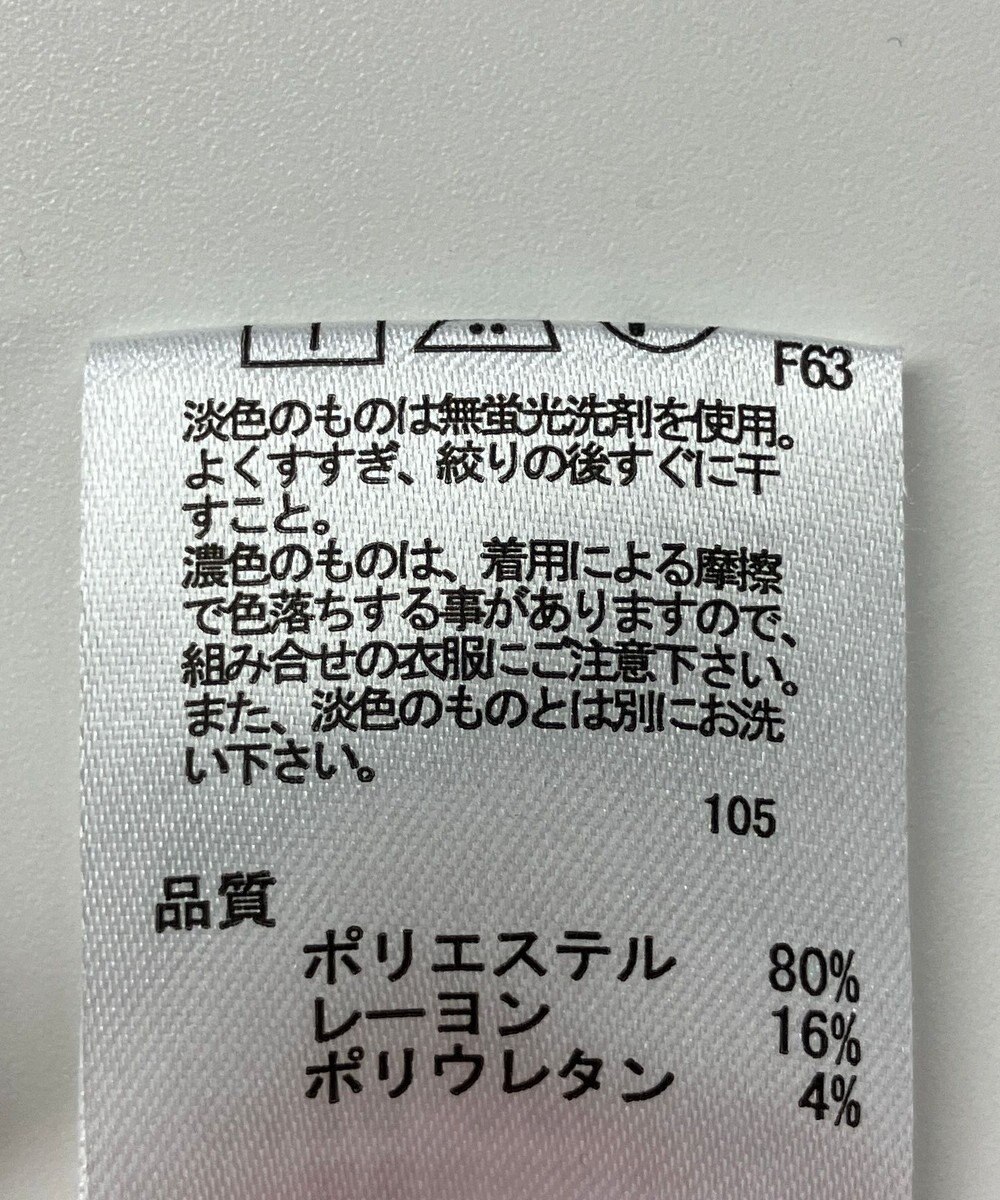 F63
淡色のものは無蛍光洗剤を使用。
よくすすぎ、絞りの後すぐに干
すこと。
濃色のものは、着用による摩擦
で色落ちする事がありますので、
組み合せの衣服にご注意下さい。
また、淡色のものとは別にお洗
い下さい。
105
品質
ポリエステル 80%
レーヨン 16%
ポリウレタン 4%